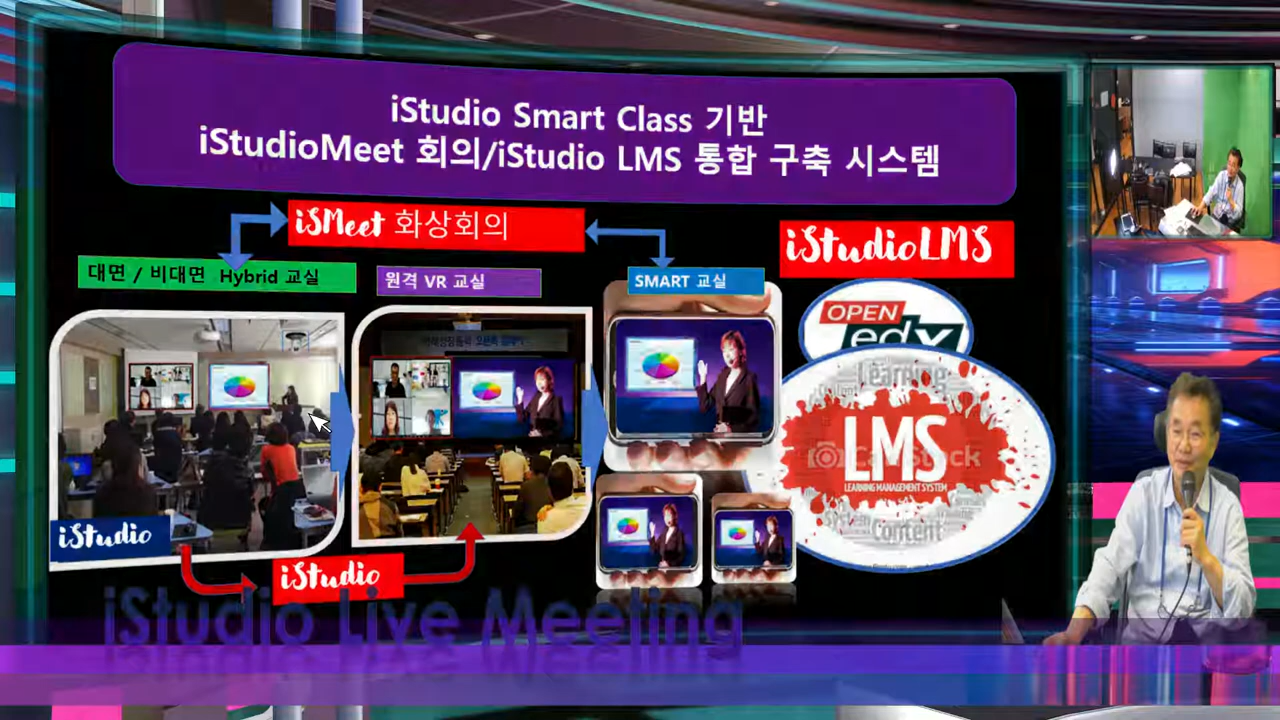 iStudio Smart Class 기반
iStudioMeet 회의/iStudio LMS 통합 구축 시스템
iSMeet 화상회의
iStudioLMS
대면 / 비대면 Hybrid 교실
원격 VR 교실
SMART 교실
OPEN
edX
Learning
LMS
LEARNING MANAGEMENT SYSTEM
Content
iStudio
iStudio
iStudio Live Meeting